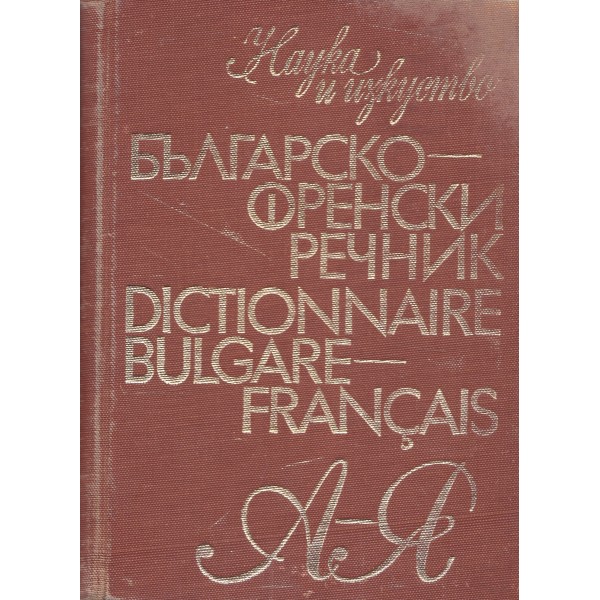 Наука
и изкуство
БЪЛГАРСКО—
ФРЕНСКИ
РЕЧНИК
DICTIONNAIRE
BULGARE—
FRANÇAIS
А—Я